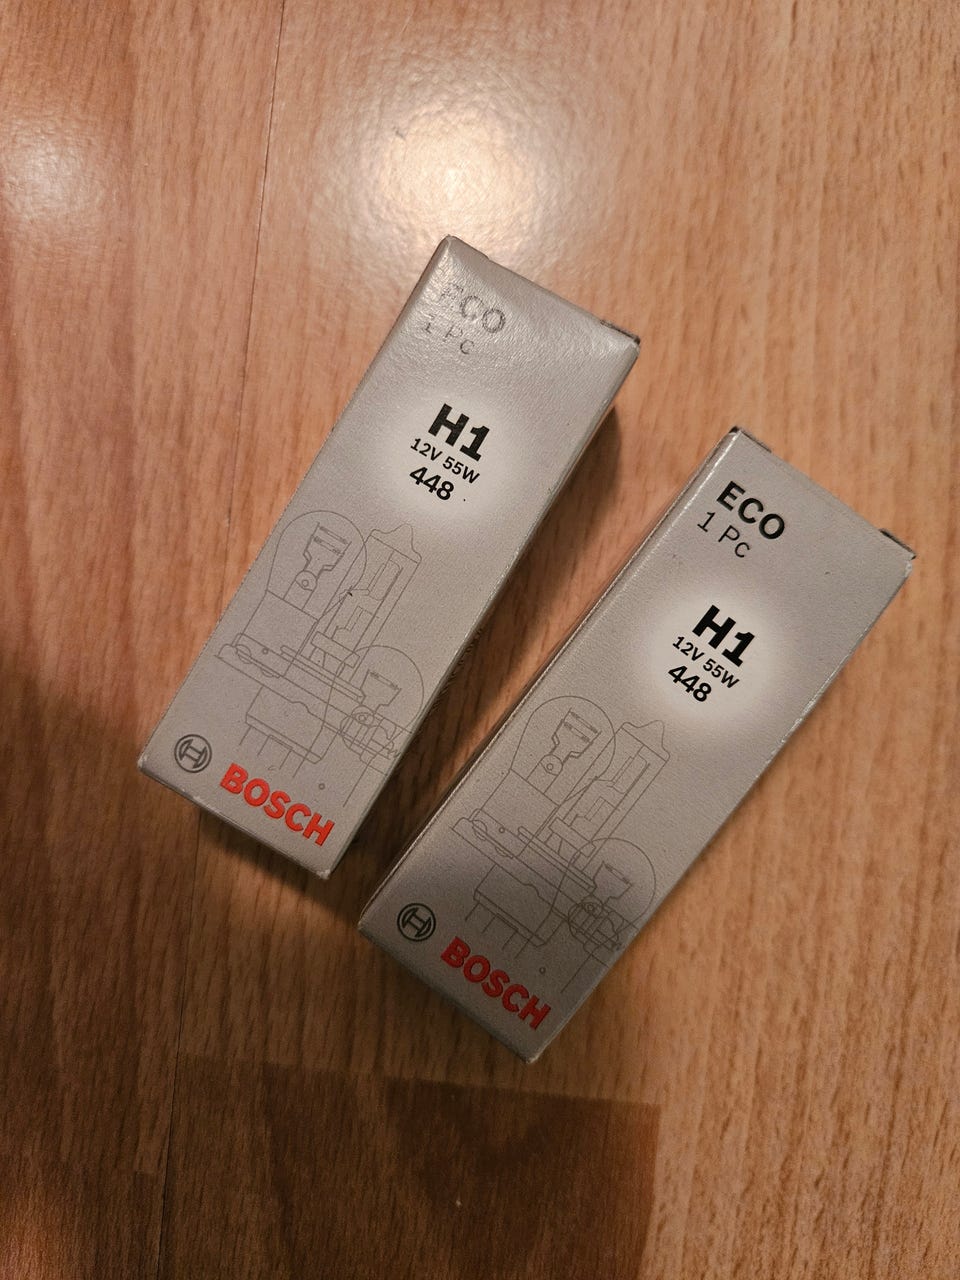 ECO
1 Pc
H1
12V 55W
448
BOSCH
ECO
1 Pc
H1
12V 55W
448
BOSCH